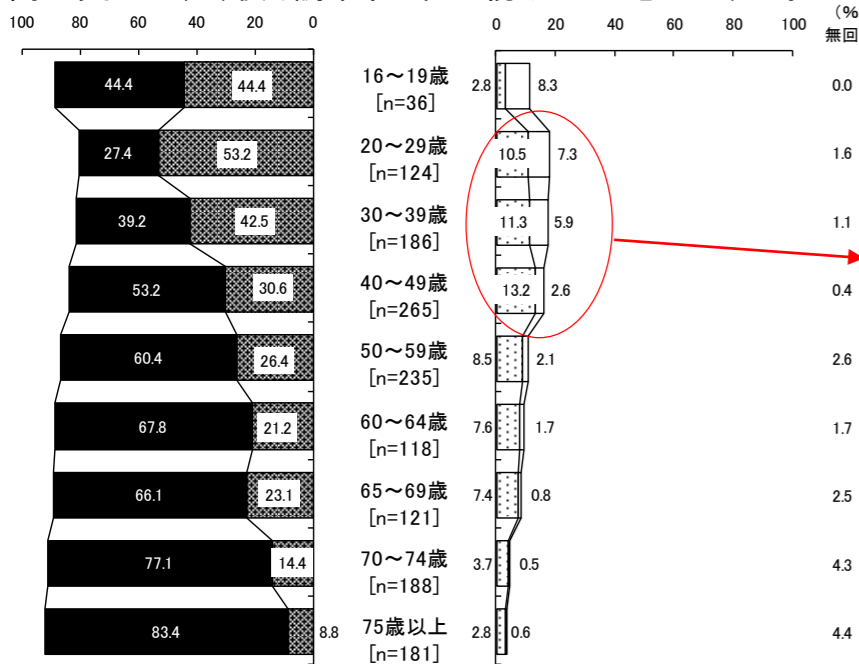 (%
100 80 60 40 20 0 0 20 40 60 80 100 無回
44.4 44.4 16～19歳 2.8 8.3 0.0
[n=36]
27.4 53.2 20～29歳 10.5 7.3 1.6
[n=124]
39.2 42.5 30～39歳 11.3 5.9 1.1
[n=186]
53.2 30.6 40～49歳 13.2 2.6 0.4
[n=265]
60.4 26.4 50～59歳 8.5 2.1 2.6
[n=235]
67.8 21.2 60～64歳 7.6 1.7 1.7
[n=118]
66.1 23.1 65～69歳 7.4 0.8 2.5
[n=121]
77.1 14.4 70～74歳 3.7 0.5 4.3
[n=188]
83.4 8.8 75歳以上 2.8 0.6 4.4
[n=181]